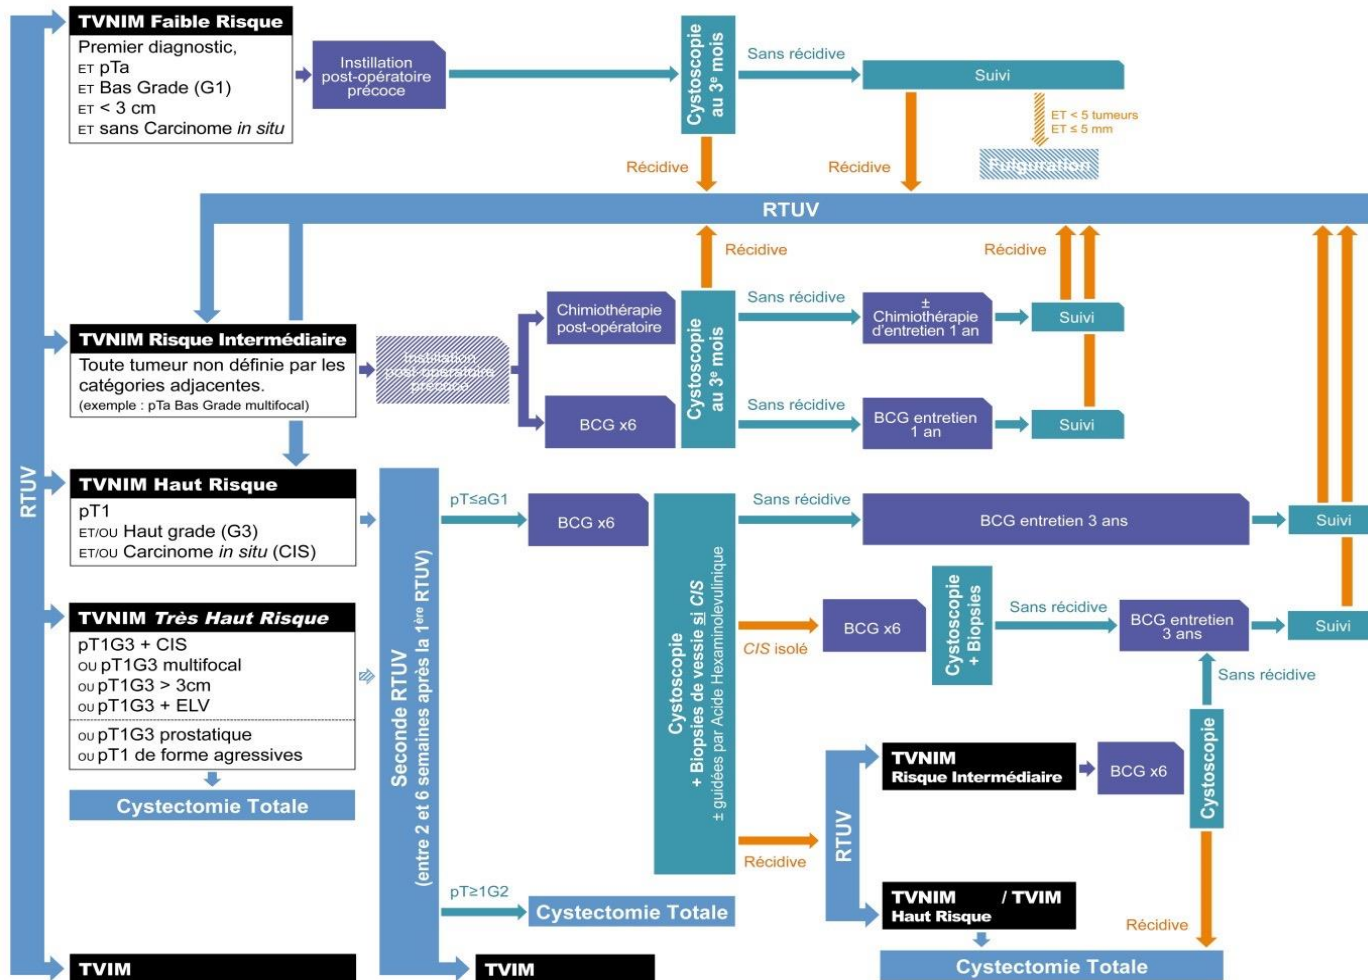 TVNIM Faible Risque
Premier diagnostic,
ET pTa
ET Bas Grade (G1)
ET < 3 cm
ET sans Carcinome in situ
Instillation
post-opératoire
précoce
Cystoscopie
au 3e mois
Sans récidive
Suivi
ET < 5 tumeurs
ET ≤ 5 mm
Fulguration
Récidive
Récidive
RTUV
RTUV
Récidive
Récidive
TVNIM Risque Intermédiaire
Toute tumeur non définie par les
catégories adjacentes.
(exemple : pTa Bas Grade multifocal)
Instillation
post-opératoire
précoce
Chimiothérapie
post-opératoire
BCG x6
Cystoscopie
au 3e mois
Sans récidive
±
Chimiothérapie
d'entretien 1 an
Suivi
Sans récidive
BCG entretien
1 an
Suivi
TVNIM Haut Risque
pT1
ET/OU Haut grade (G3)
ET/OU Carcinome in situ (CIS)
Seconde RTUV
(entre 2 et 6 semaines après la 1ère RTUV)
pT≤aG1
BCG x6
Cystoscopie
+ Biopsies de vessie si CIS
± guidées par Acide Hexaminolevulinique
Sans récidive
BCG entretien 3 ans
Suivi
TVNIM Très Haut Risque
pT1G3 + CIS
OU pT1G3 multifocal
OU pT1G3 > 3cm
OU pT1G3 + ELV
OU pT1G3 prostatique
OU pT1 de forme agressives
Cystectomie Totale
CIS isolé
BCG x6
Cystoscopie
+ Biopsies
Sans récidive
BCG entretien
3 ans
Suivi
Sans récidive
Récidive
RTUV
TVNIM
Risque Intermédiaire
BCG x6
Cystoscopie
TVNIM / TVIM
Haut Risque
Récidive
Cystectomie Totale
pT≥1G2
Cystectomie Totale
TVIM
TVIM